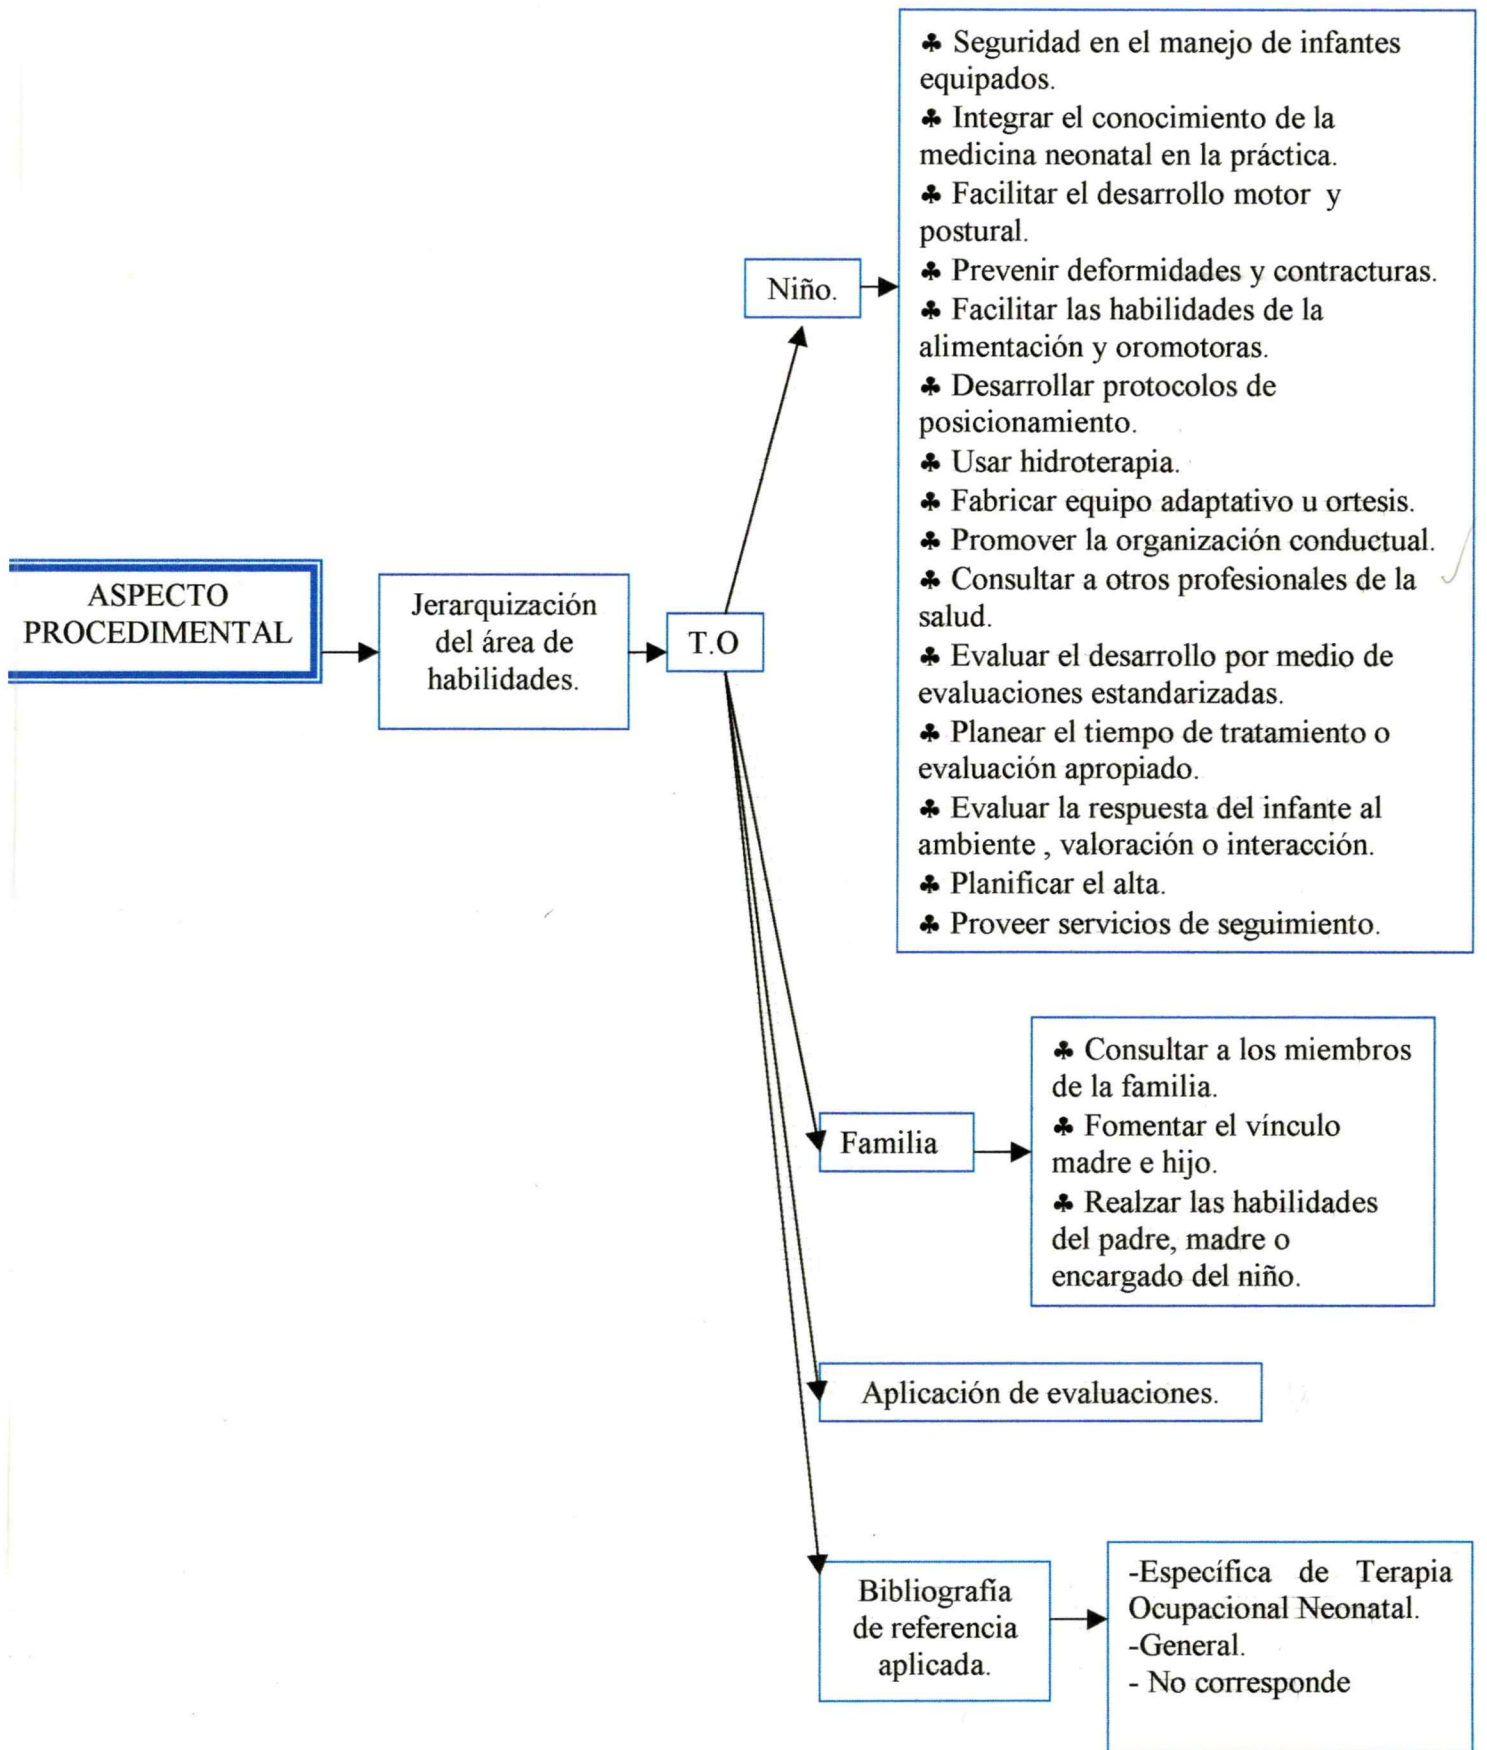 ASPECTO
PROCEDIMENTAL
Jerarquización
del área de
habilidades.
T.O
Niño.
♣ Seguridad en el manejo de infantes
equipados.
♣ Integrar el conocimiento de la
medicina neonatal en la práctica.
♣ Facilitar el desarrollo motor y
postural.
♣ Prevenir deformidades y contracturas.
♣ Facilitar las habilidades de la
alimentación y oromotoras.
♣ Desarrollar protocolos de
posicionamiento.
♣ Usar hidroterapia.
♣ Fabricar equipo adaptativo u ortesis.
♣ Promover la organización conductual.
♣ Consultar a otros profesionales de la
salud.
♣ Evaluar el desarrollo por medio de
evaluaciones estandarizadas.
♣ Planear el tiempo de tratamiento o
evaluación apropiado.
♣ Evaluar la respuesta del infante al
ambiente , valoración o interacción.
♣ Planificar el alta.
♣ Proveer servicios de seguimiento.
Familia
♣ Consultar a los miembros
de la familia.
♣ Fomentar el vínculo
madre e hijo.
♣ Realzar las habilidades
del padre, madre o
encargado del niño.
Aplicación de evaluaciones.
Bibliografía
de referencia
aplicada.
-Específica de Terapia
Ocupacional Neonatal.
-General.
- No corresponde